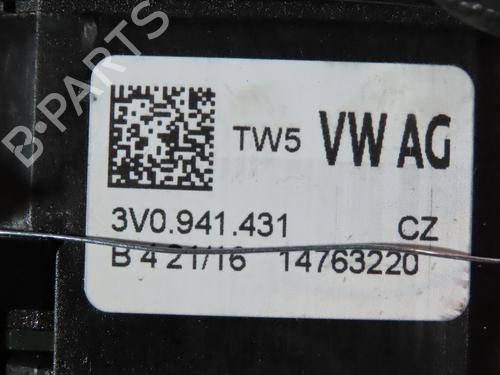 B·PARTS
TW5 VW AG
3V0.941.431 CZ
B 4 21/16 14763220